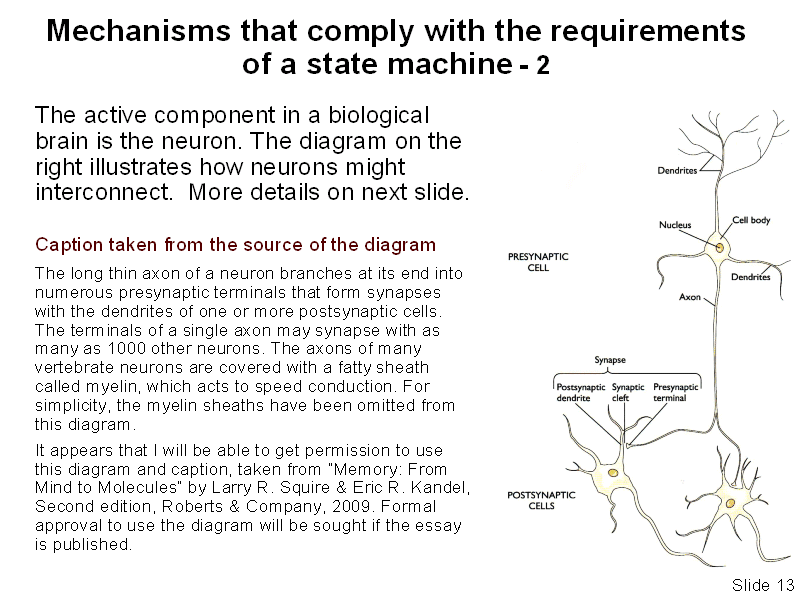 Mechanisms that comply with the requirements
of a state machine - 2
The active component in a biological
brain is the neuron. The diagram on the
right illustrates how neurons might
interconnect.  More details on next slide.
Caption taken from the source of the diagram
The long thin axon of a neuron branches at its end into
numerous presynaptic terminals that form synapses
with the dendrites of one or more postsynaptic cells.
The terminals of a single axon may synapse with as
many as 1000 other neurons. The axons of many
vertebrate neurons are covered with a fatty sheath
called myelin, which acts to speed conduction. For
simplicity, the myelin sheaths have been omitted from
this diagram.
It appears that I will be able to get permission to use
this diagram and caption, taken from "Memory: From
Mind to Molecules" by Larry R. Squire & Eric R. Kandel,
Second edition, Roberts & Company, 2009. Formal
approval to use the diagram will be sought if the essay
is published.
Dendrites
Nucleus
Cell body
PRESYNAPTIC
CELL
Dendrites
Axon
Synapse
Postsynaptic
dendrite
Synaptic
cleft
Presynaptic
terminal
POSTSYNAPTIC
CELLS
Slide 13